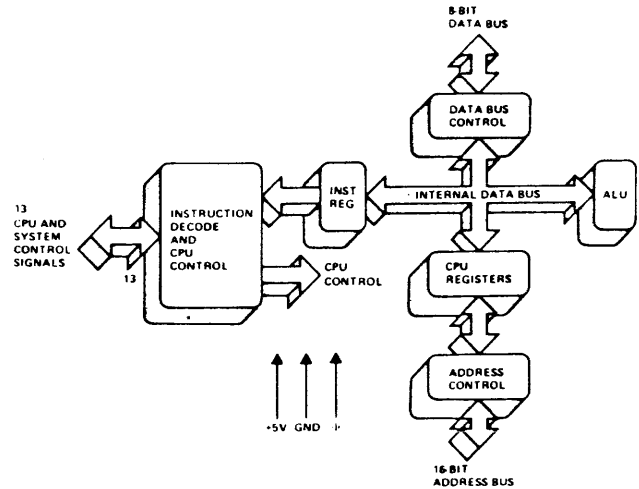 8-BIT
DATA BUS
DATA BUS
CONTROL
13
CPU AND
SYSTEM
CONTROL
SIGNALS
13
INSTRUCTION
DECODE
AND
CPU
CONTROL
INST
REG
INTERNAL DATA BUS
ALU
CPU
CONTROL
CPU
REGISTERS
ADDRESS
CONTROL
+5V GND
16-BIT
ADDRESS BUS